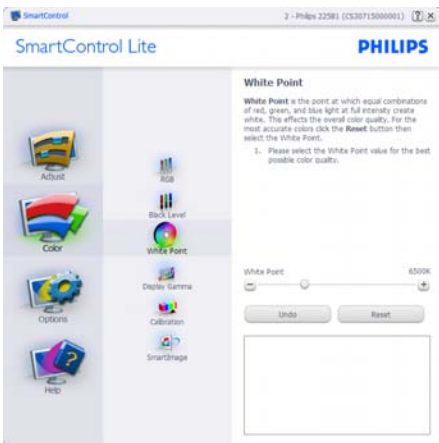 SmartControl
2 - Philips 225B1 (CS30715000001)
SmartControl Lite
PHILIPS
Adjust
Color
Options
Help
RGB
Black Level
White Point
Display Gamma
Calibration
SmartImage
White Point
White Point is the point at which equal combinations
of red, green, and blue light at full intensity create
white. This effects the overall color quality. For the
most accurate colors click the Reset button then
select the White Point.
1. Please select the White Point value for the best
possible color quality.
White Point 6500K
Undo Reset